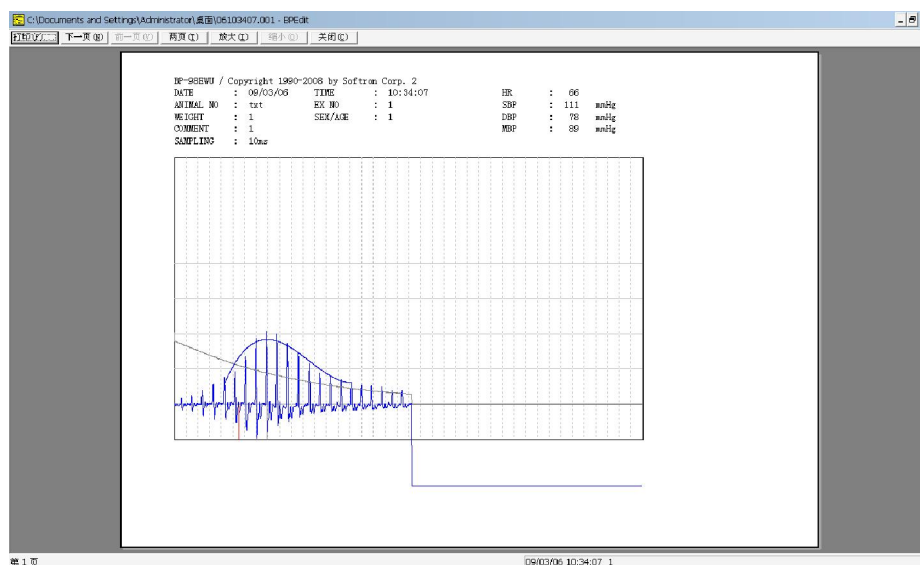 C:\Documents and Settings\Administrator\桌面\06103407.001 - BPEdit
打印(P)... 下一页(N) 前一页(V) 两页(T) 放大(I) 缩小(O) 关闭(C)
BP-98EWU / Copyright 1990-2008 by Softron Corp. 2
DATE : 09/03/06 TIME : 10:34:07 HR : 66
ANIMAL NO : txt EX NO : 1 SBP : 111 mmHg
WEIGHT : 1 SEX/AGE : 1 DBP : 78 mmHg
COMMENT : 1 MBP : 89 mmHg
SAMPLING : 10ms
第 1 页 09/03/06 10:34:07 1